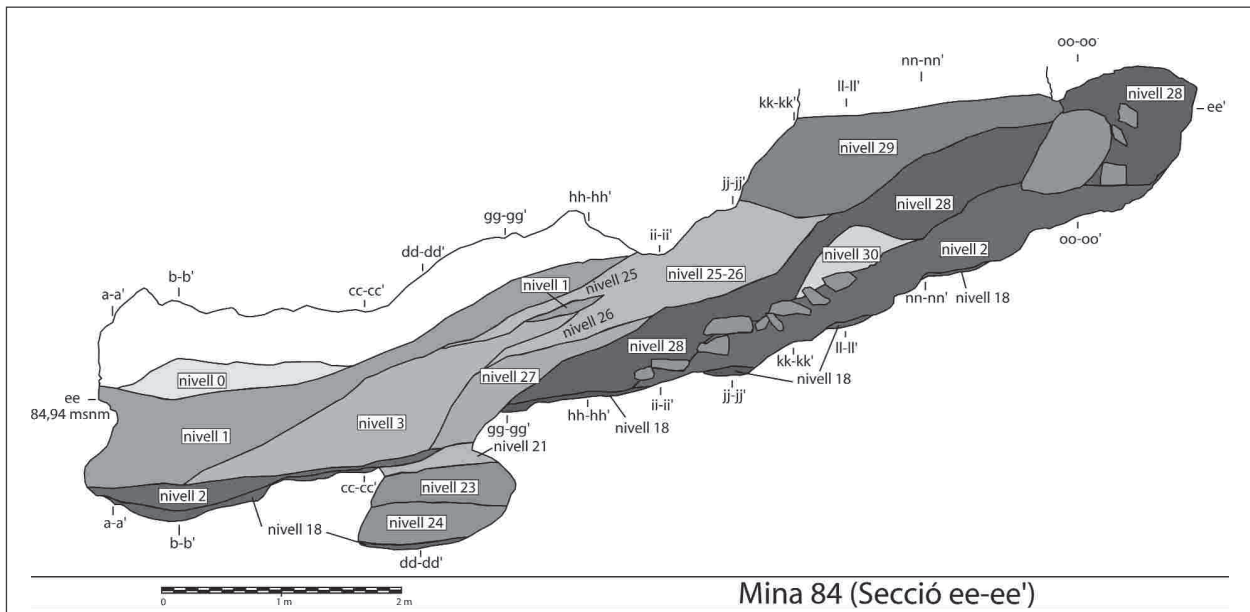 oo-oo'
nn-nn'
ll-ll'
kk-kk'
nivell 28
ee'
nivell 29
jj-jj'
hh-hh'
gg-gg'
ii-ii'
dd-dd'
nivell 28
oo-oo'
b-b'
a-a'
cc-cc'
nivell 1
nivell 25
nivell 25-26
nivell 30
nivell 2
nn-nn'
nivell 18
nivell 26
nivell 28
ll-ll'
kk-kk'
nivell 0
nivell 27
jj-jj'
nivell 18
ee
84,94 msnm
ii-ii'
hh-hh'
nivell 18
nivell 3
gg-gg'
nivell 1
nivell 21
nivell 2
cc-cc'
nivell 23
a-a'
nivell 18
nivell 24
b-b'
dd-dd'
0 1 m 2 m
Mina 84 (Secció ee-ee')